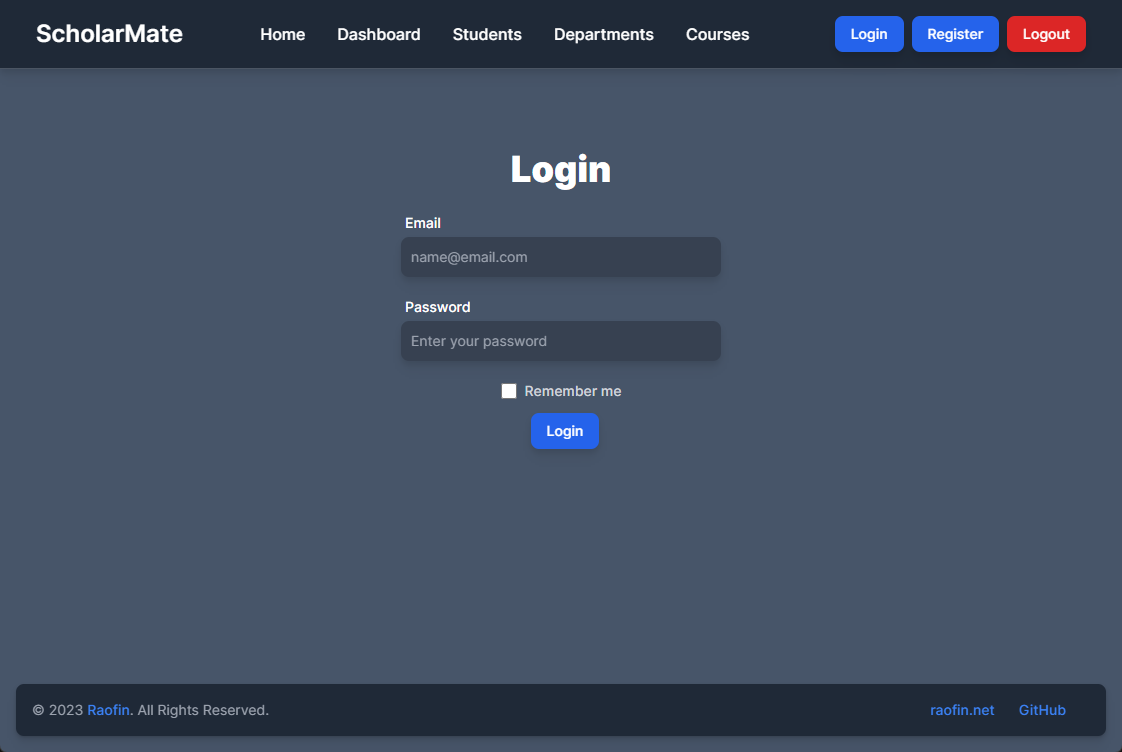 ScholarMate Home Dashboard Students Departments Courses Login Register Logout
Login
Email
name@email.com
Password
Enter your password
Remember me
Login
© 2023 Raofin. All Rights Reserved. raofin.net GitHub